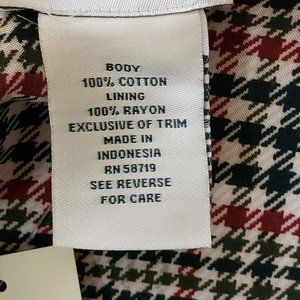 BODY
100% COTTON
LINING
100% RAYON
EXCLUSIVE OF TRIM
MADE IN
INDONESIA
RN 58719
SEE REVERSE
FOR CARE